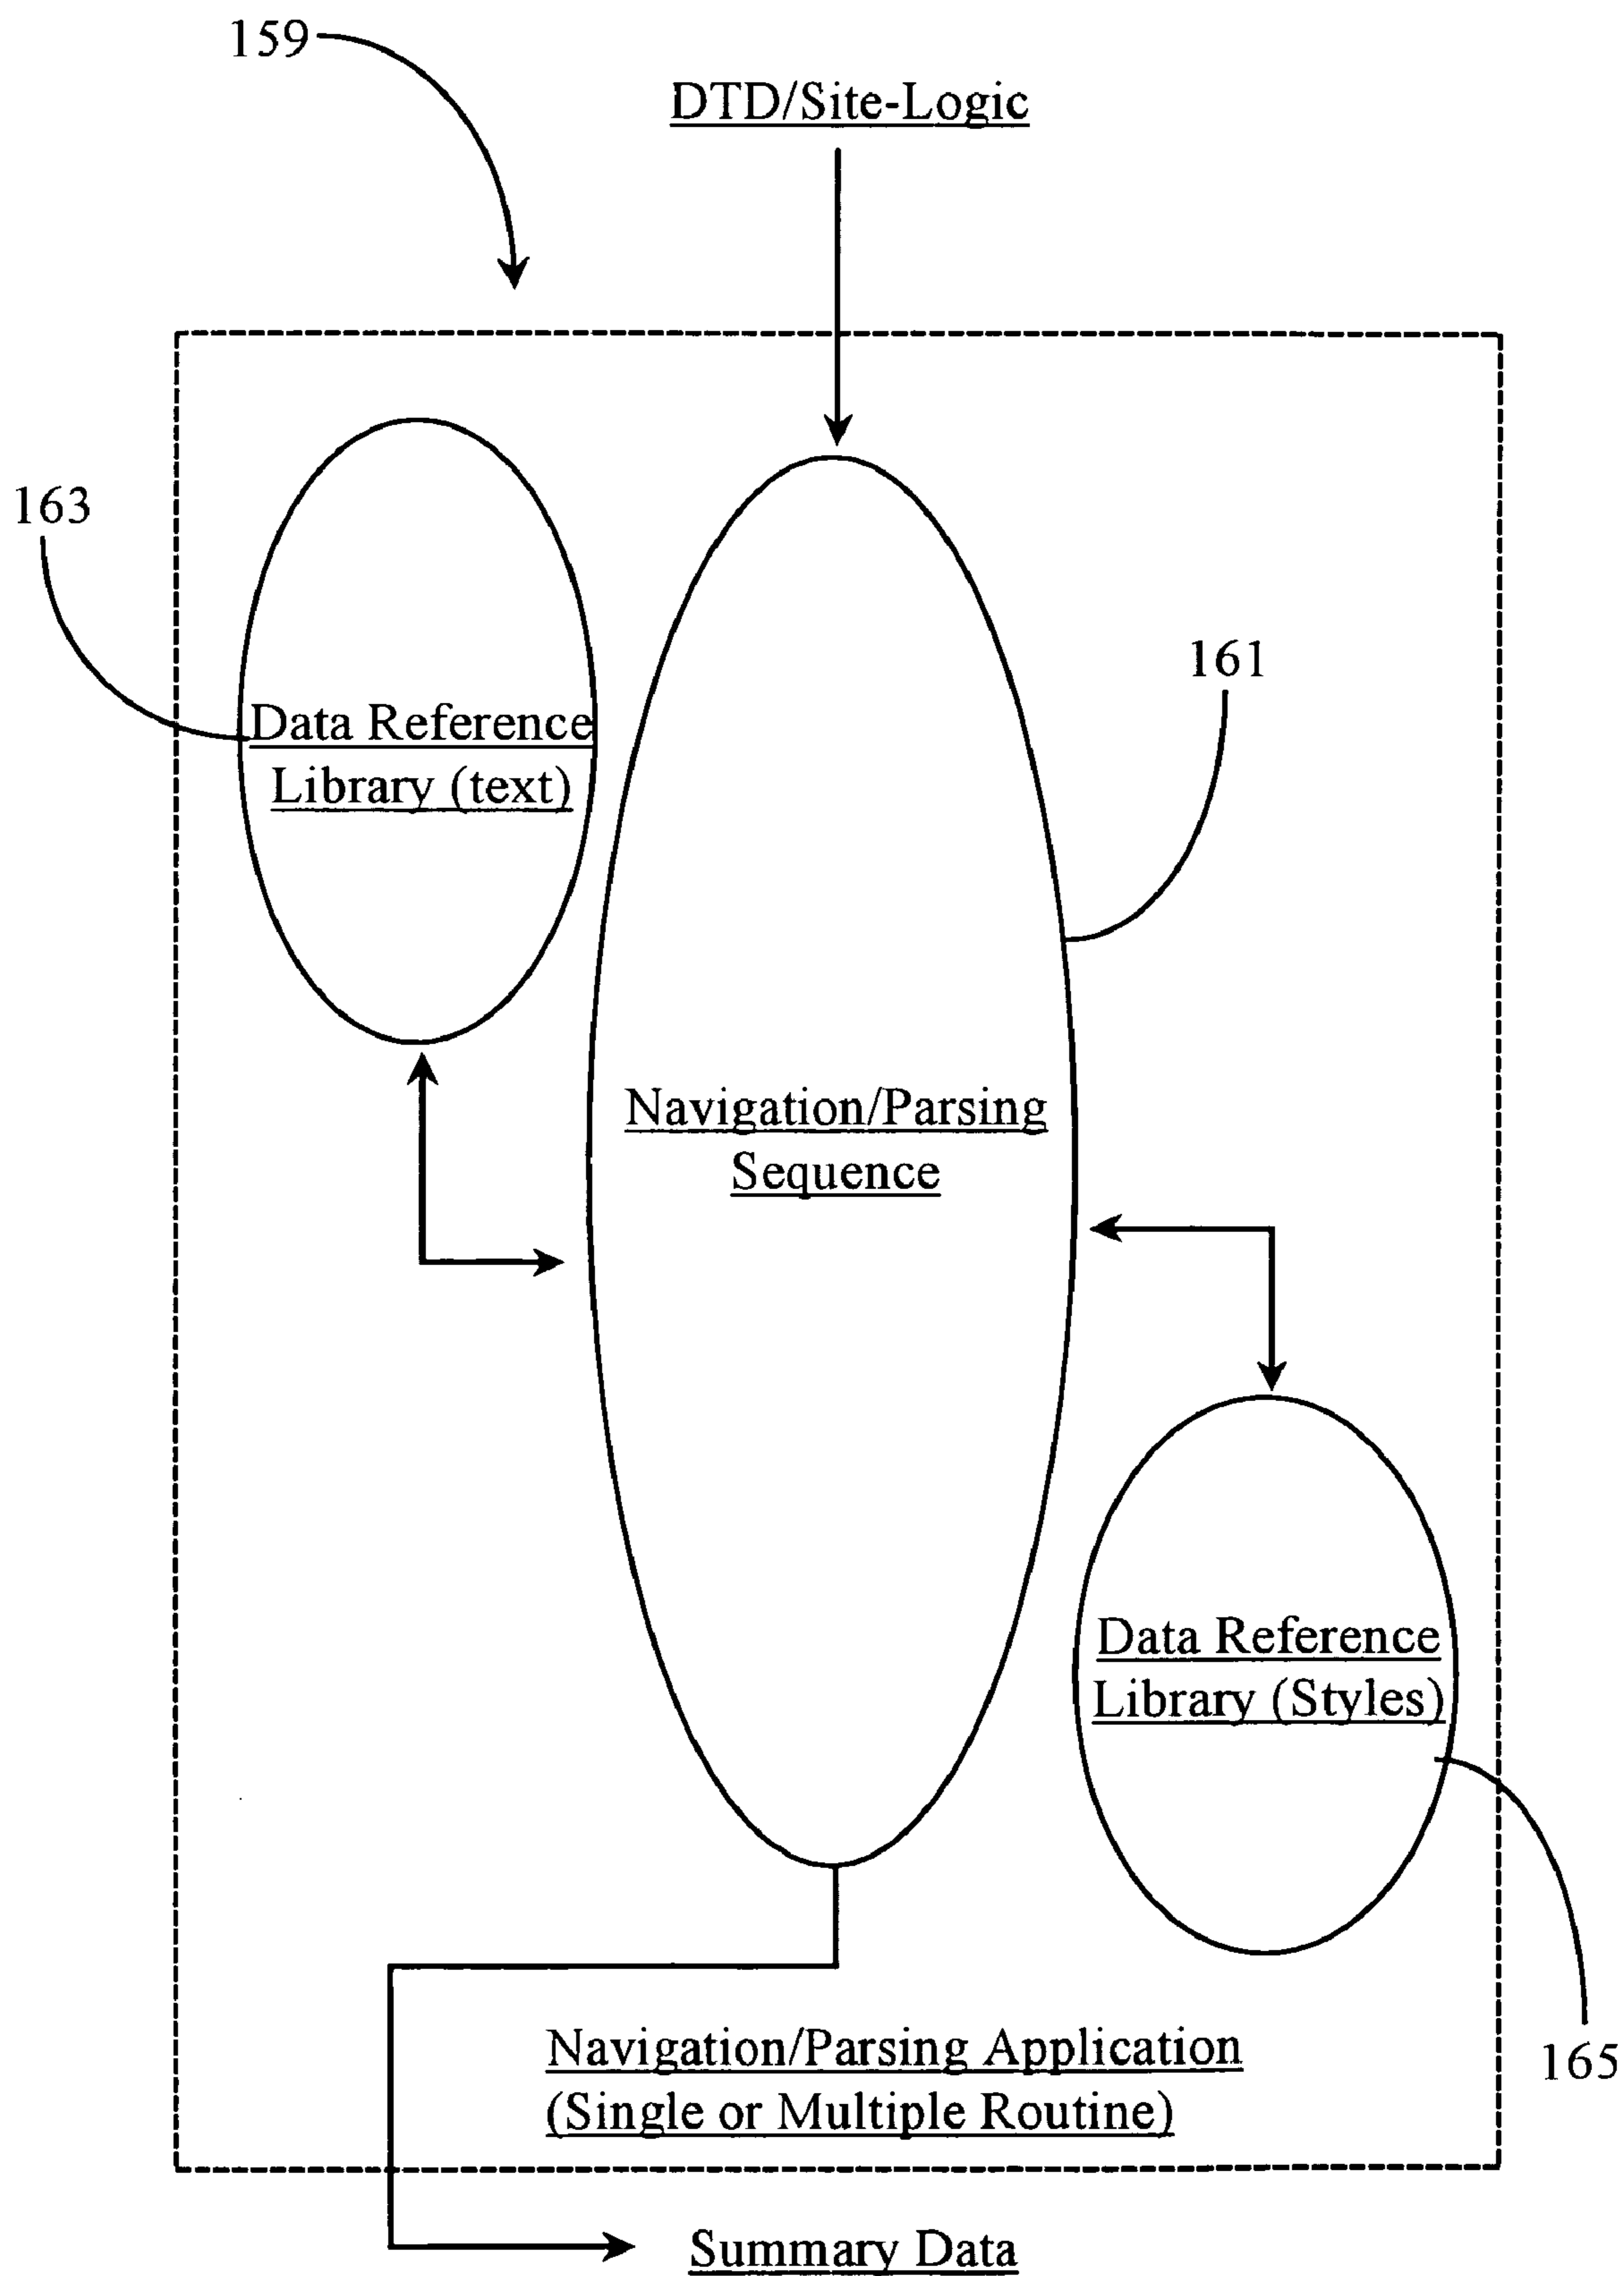 159
DTD/Site-Logic
163
161
Data Reference
Library (text)
Navigation/Parsing
Sequence
Data Reference
Library (Styles)
165
Navigation/Parsing Application
(Single or Multiple Routine)
Summary Data